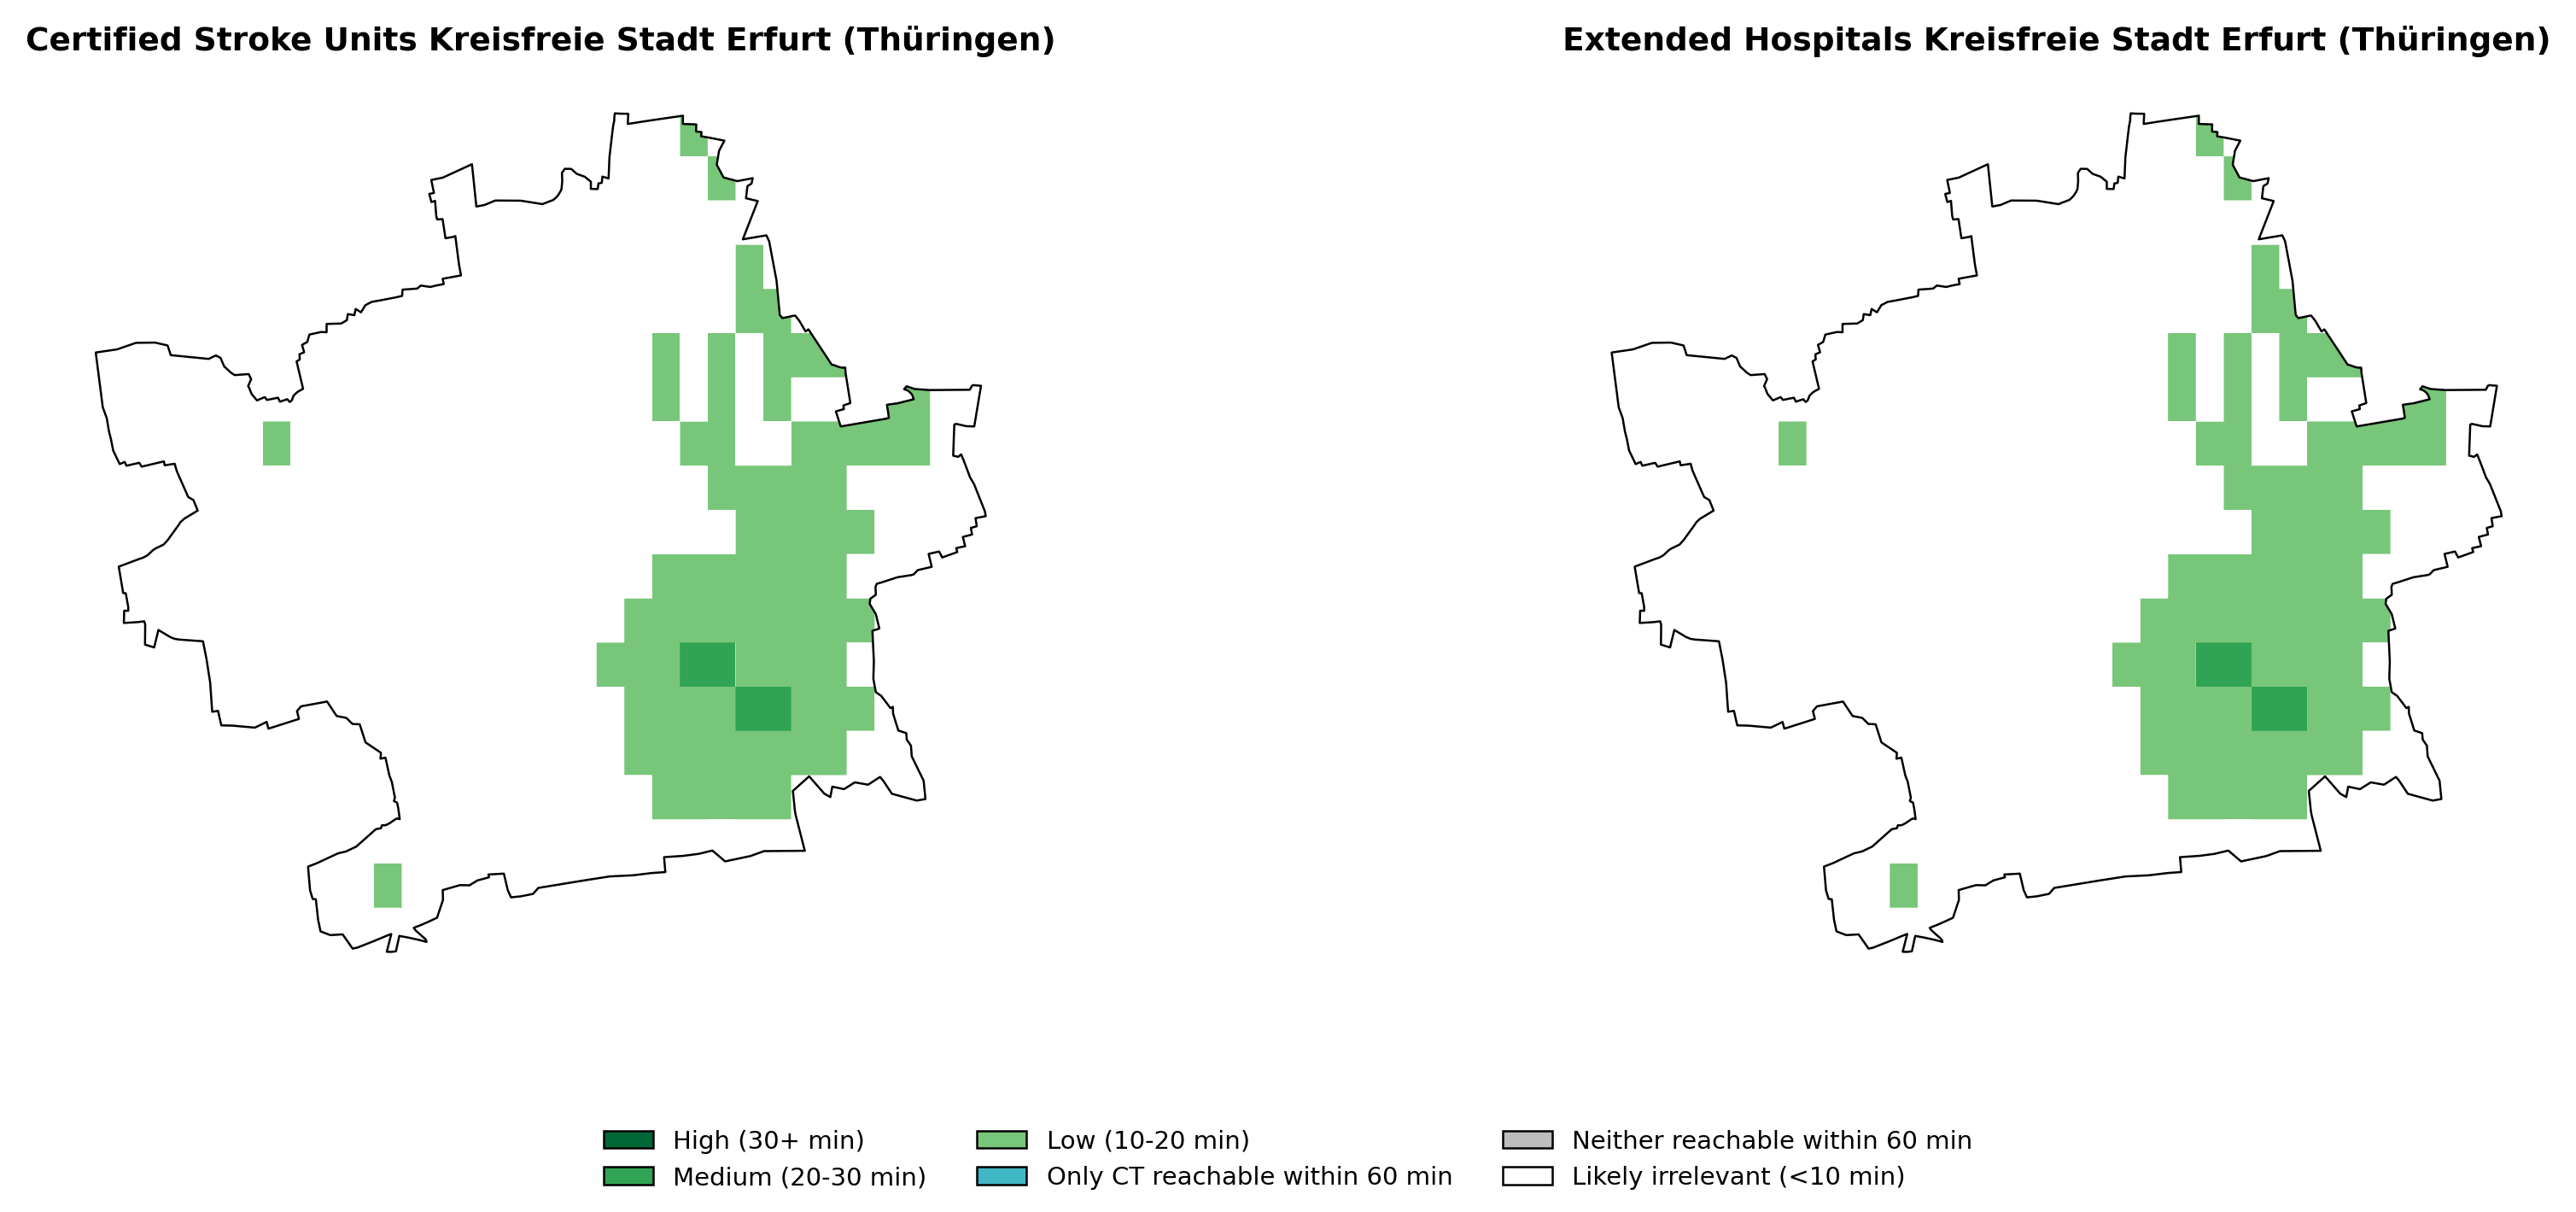 Certified Stroke Units Kreisfreie Stadt Erfurt (Thüringen)
Extended Hospitals Kreisfreie Stadt Erfurt (Thüringen)
High (30+ min)
Medium (20-30 min)
Low (10-20 min)
Only CT reachable within 60 min
Neither reachable within 60 min
Likely irrelevant (<10 min)